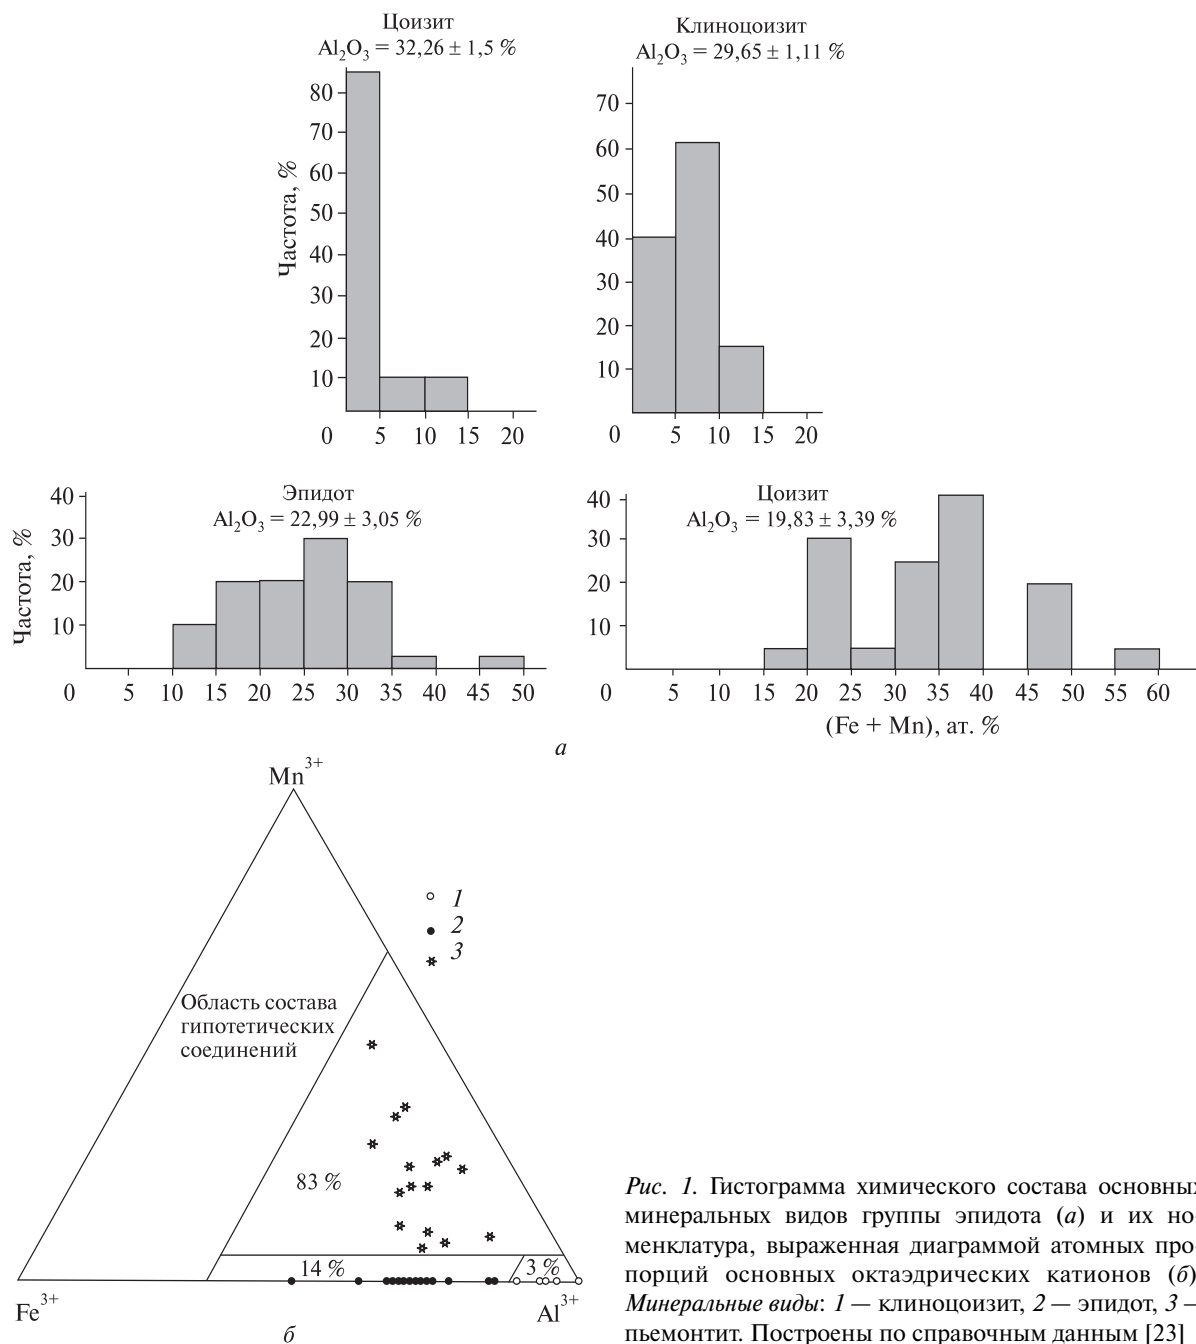 Цоизит
Al2O3 = 32,26 ± 1,5 %
Частота, %
80
70
60
50
40
30
20
10
0 5 10 15 20
Клиноцоизит
Al2O3 = 29,65 ± 1,11 %
70
60
50
40
30
20
10
0 5 10 15 20
Эпидот
Al2O3 = 22,99 ± 3,05 %
Частота, %
40
30
20
10
0 5 10 15 20 25 30 35 40 45 50
Цоизит
Al2O3 = 19,83 ± 3,39 %
40
30
20
10
0 5 10 15 20 25 30 35 40 45 50 55 60
(Fe + Mn), ат. %
а
Mn3+
1
2
3
Область состава
гипотетических
соединений
83 %
14 %
3 %
Fe3+
Al3+
б
Рис. 1. Гистограмма химического состава основных
минеральных видов группы эпидота (а) и их но-
менклатура, выраженная диаграммой атомных про-
порций основных октаэдрических катионов (б)
Минеральные виды: 1 — клиноцоизит, 2 — эпидот, 3 —
пьемонтит. Построены по справочным данным [23]